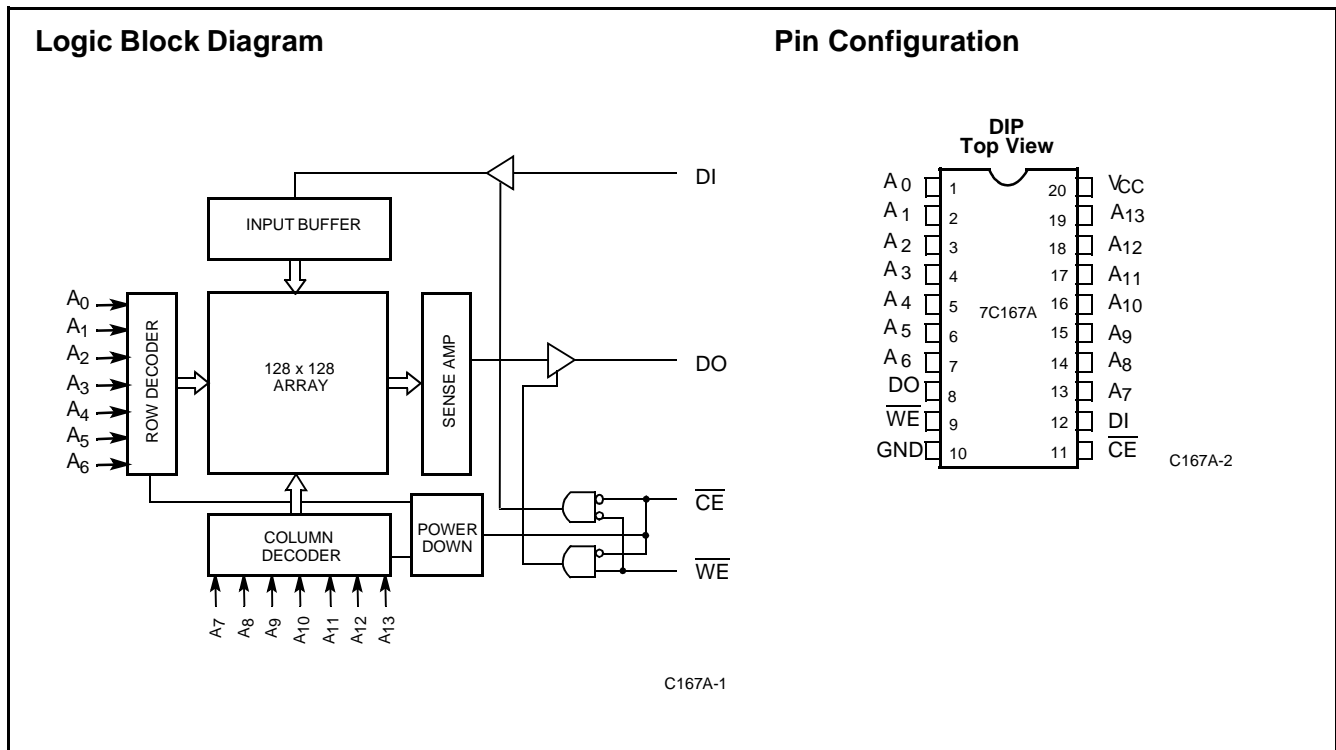 Logic Block Diagram
Pin Configuration
DI
INPUT BUFFER
A0
A1
A2
A3
A4
A5
A6
ROW DECODER
128 x 128
ARRAY
SENSE AMP
DO
COLUMN
DECODER
POWER
DOWN
CE
WE
A7
A8
A9
A10
A11
A12
A13
C167A-1
DIP
Top View
A0 1 20 VCC
A1 2 19 A13
A2 3 18 A12
A3 4 17 A11
A4 5 16 A10
7C167A
A5 6 15 A9
A6 7 14 A8
DO 8 13 A7
WE 9 12 DI
GND 10 11 CE
C167A-2